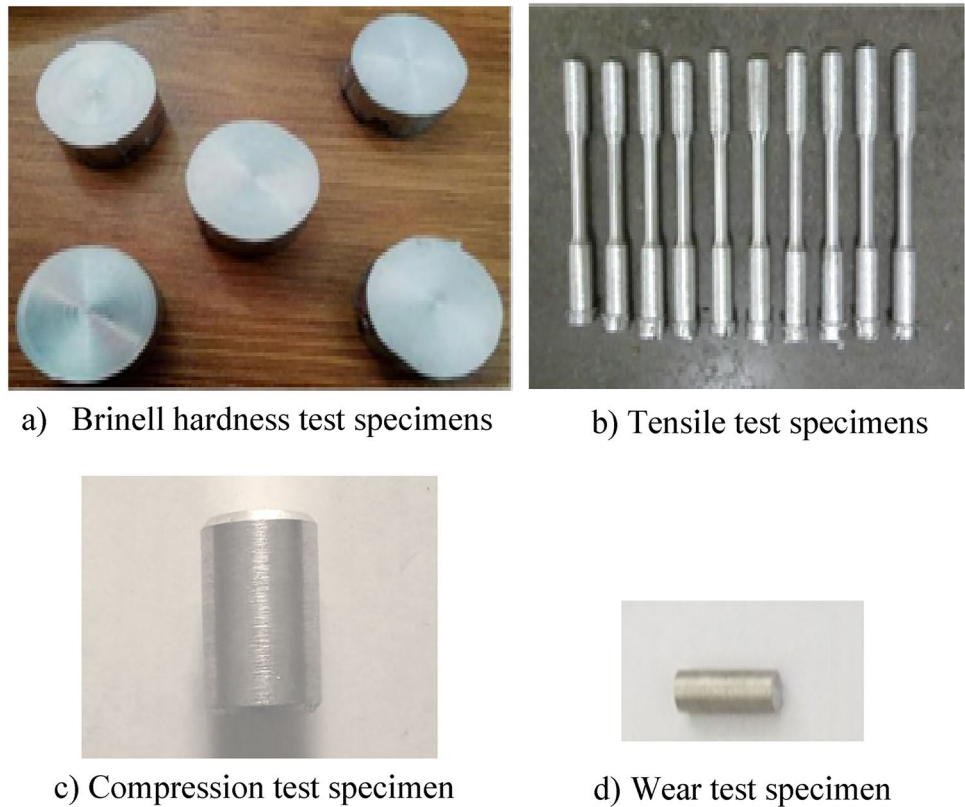 a) Brinell hardness test specimens
b) Tensile test specimens
c) Compression test specimen
d) Wear test specimen